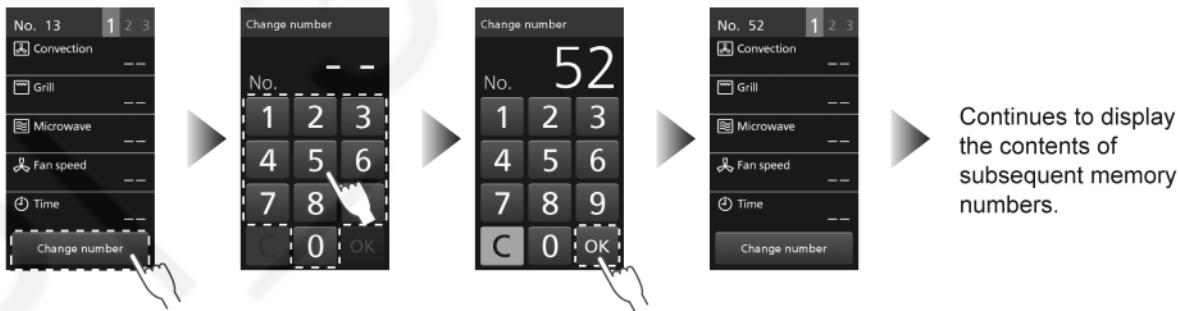 No. 13 1 2 3
Convection
_ _
Grill
_ _
Microwave
_ _
Fan speed
_ _
Time
_ _
Change number
Change number
No. – –
1 2 3
4 5 6
7 8
C 0 OK
Change number
No. 52
1 2 3
4 5 6
7 8 9
C 0 OK
No. 52 1 2 3
Convection
_ _
Grill
_ _
Microwave
_ _
Fan speed
_ _
Time
_ _
Change number
Continues to display
the contents of
subsequent memory
numbers.